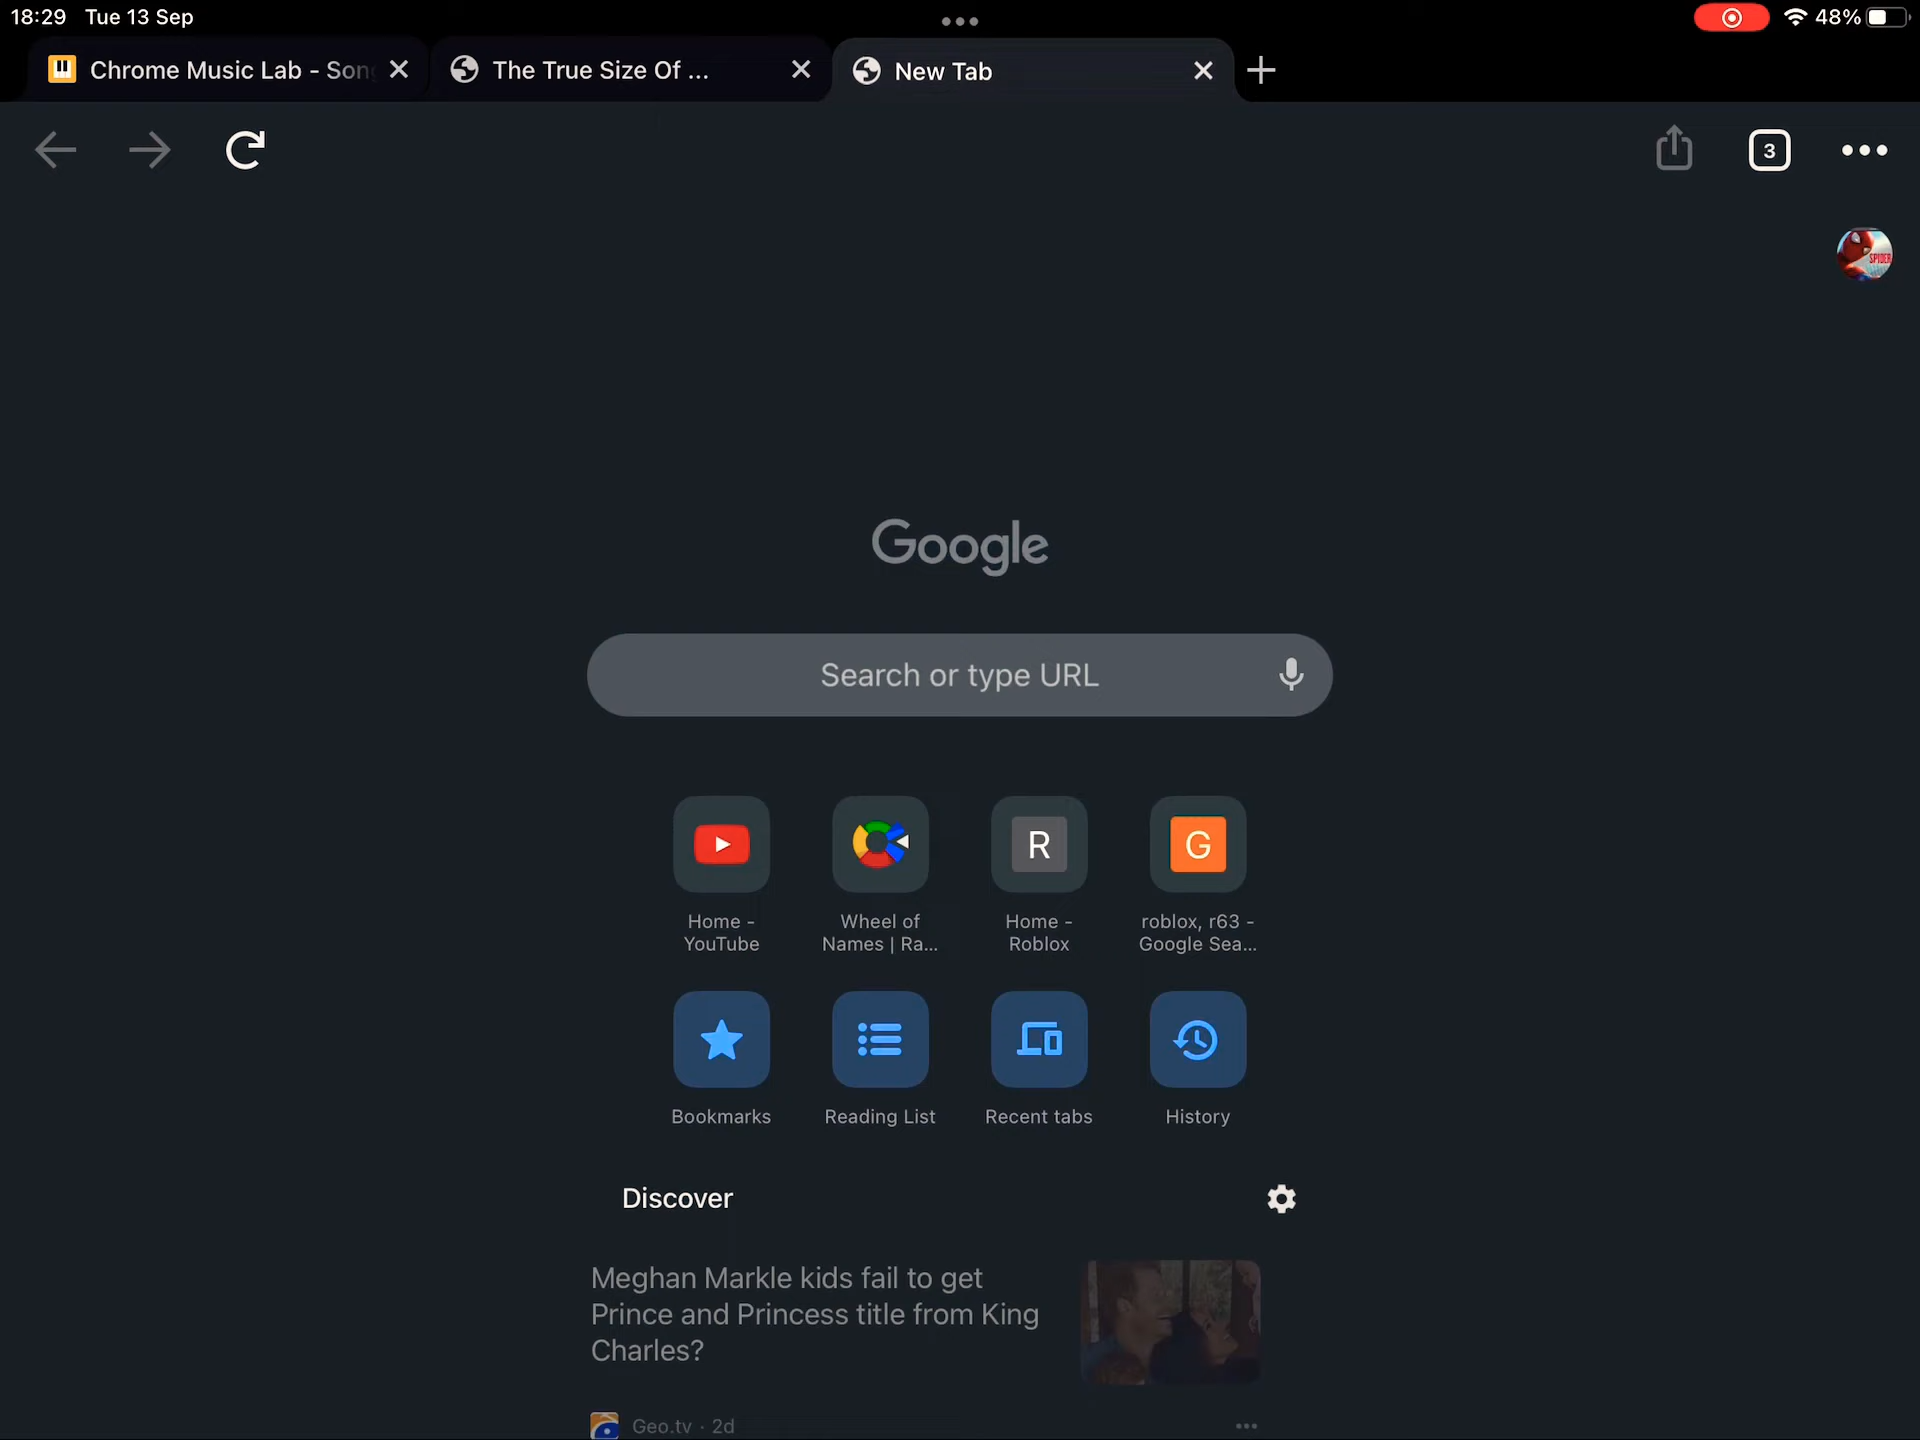 18:29 Tue 13 Sep
48%
Chrome Music Lab - Song
The True Size Of ...
New Tab
3
SPIDER
Google
Search or type URL
R
G
Home -
YouTube
Wheel of
Names | Ra...
Home -
Roblox
roblox, r63 -
Google Sea...
Bookmarks
Reading List
Recent tabs
History
Discover
Meghan Markle kids fail to get
Prince and Princess title from King
Charles?
Geo.tv · 2d